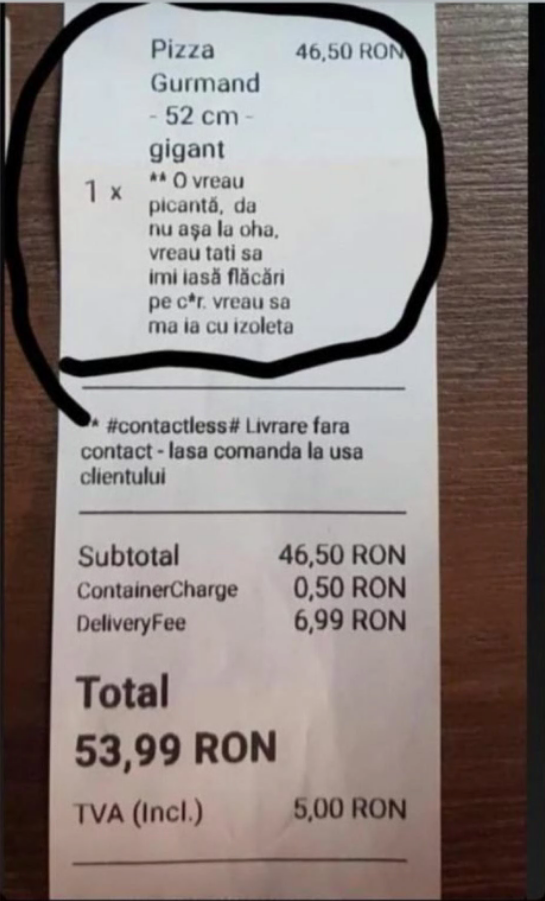 Pizza 46,50 RON
Gurmand
- 52 cm -
gigant
1 x ** O vreau
picantă, da
nu așa la oha,
vreau tati sa
imi iasă flăcări
pe c*r. vreau sa
ma ia cu izoleta
* #contactless# Livrare fara
contact - lasa comanda la usa
clientului
Subtotal 46,50 RON
ContainerCharge 0,50 RON
DeliveryFee 6,99 RON
Total
53,99 RON
TVA (Incl.) 5,00 RON